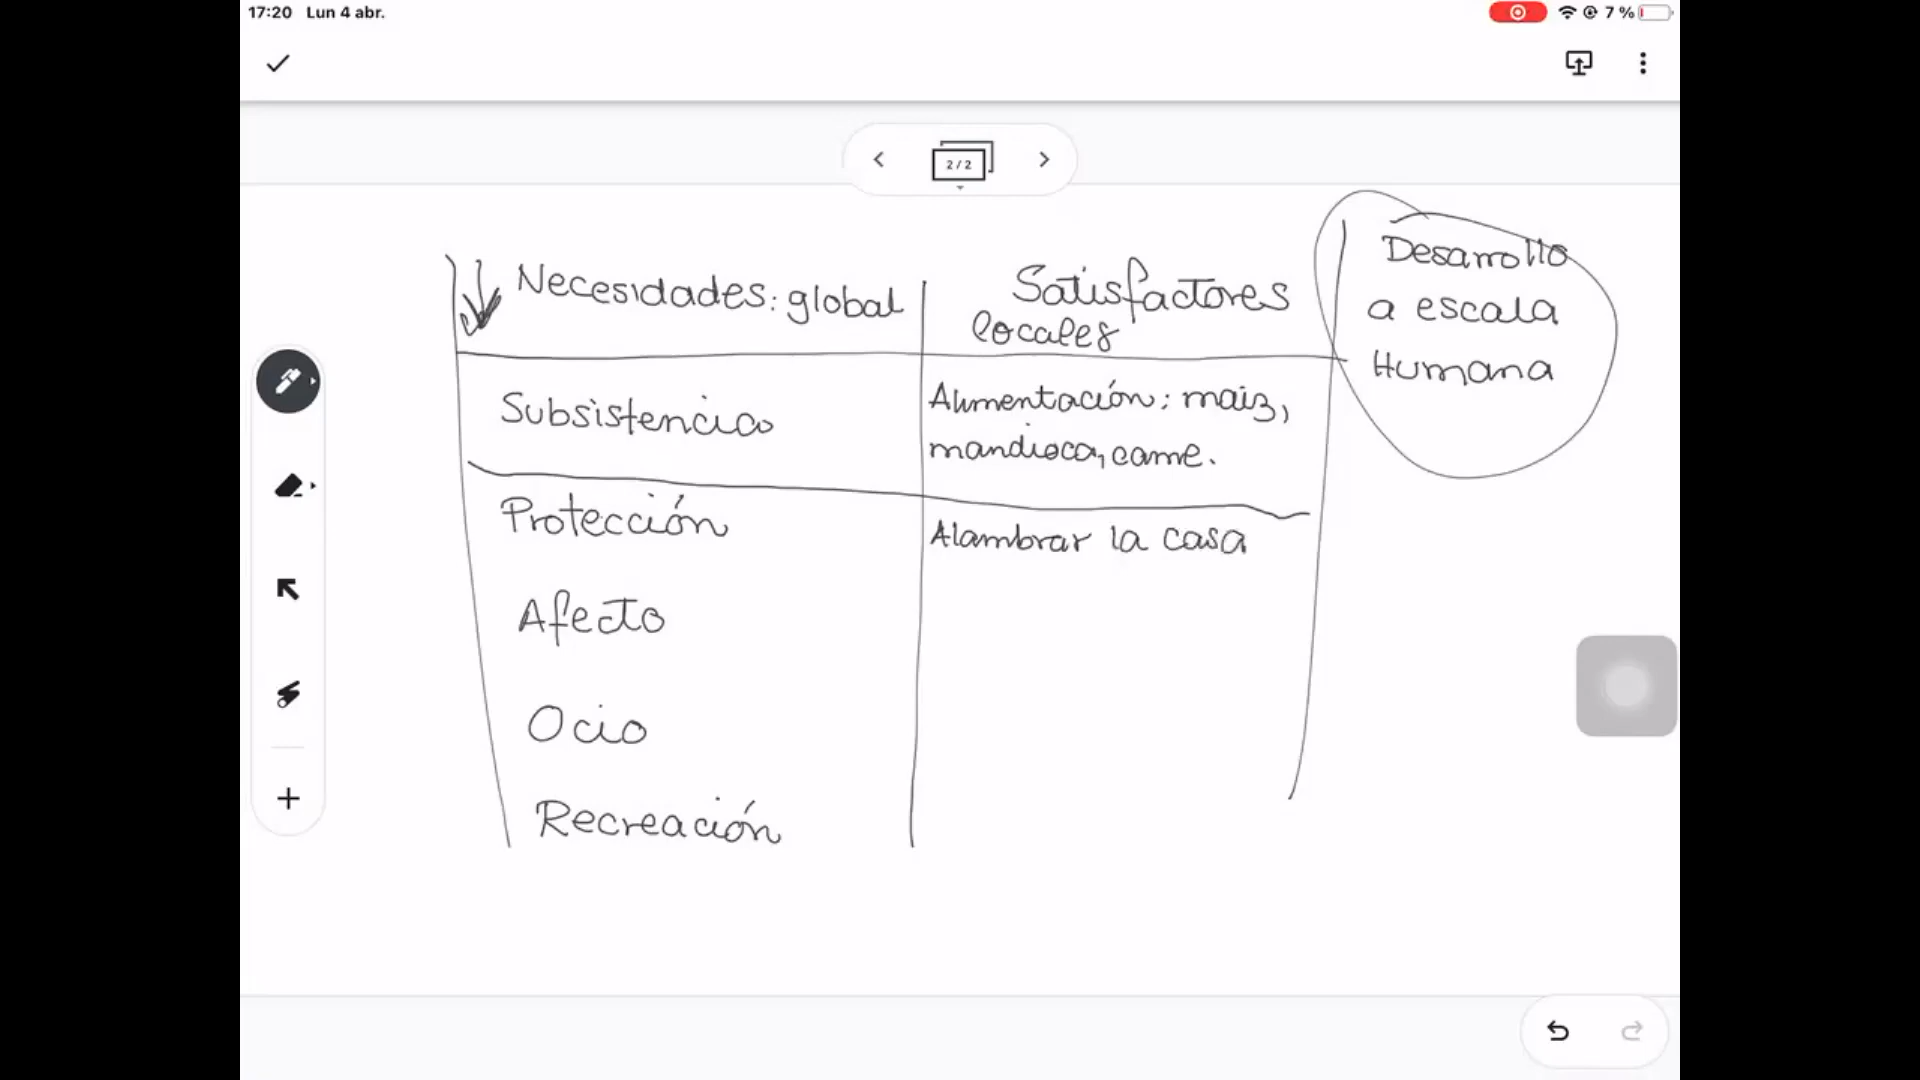 17:20 Lun 4 abr.
7 %
2 / 2
Necesidades: global
Satisfactores
locales
Desarrollo
a escala
Humana
Subsistencia
Alimentación: maiz,
mandioca, carne.
Protección
Alambrar la casa
Afecto
Ocio
Recreación